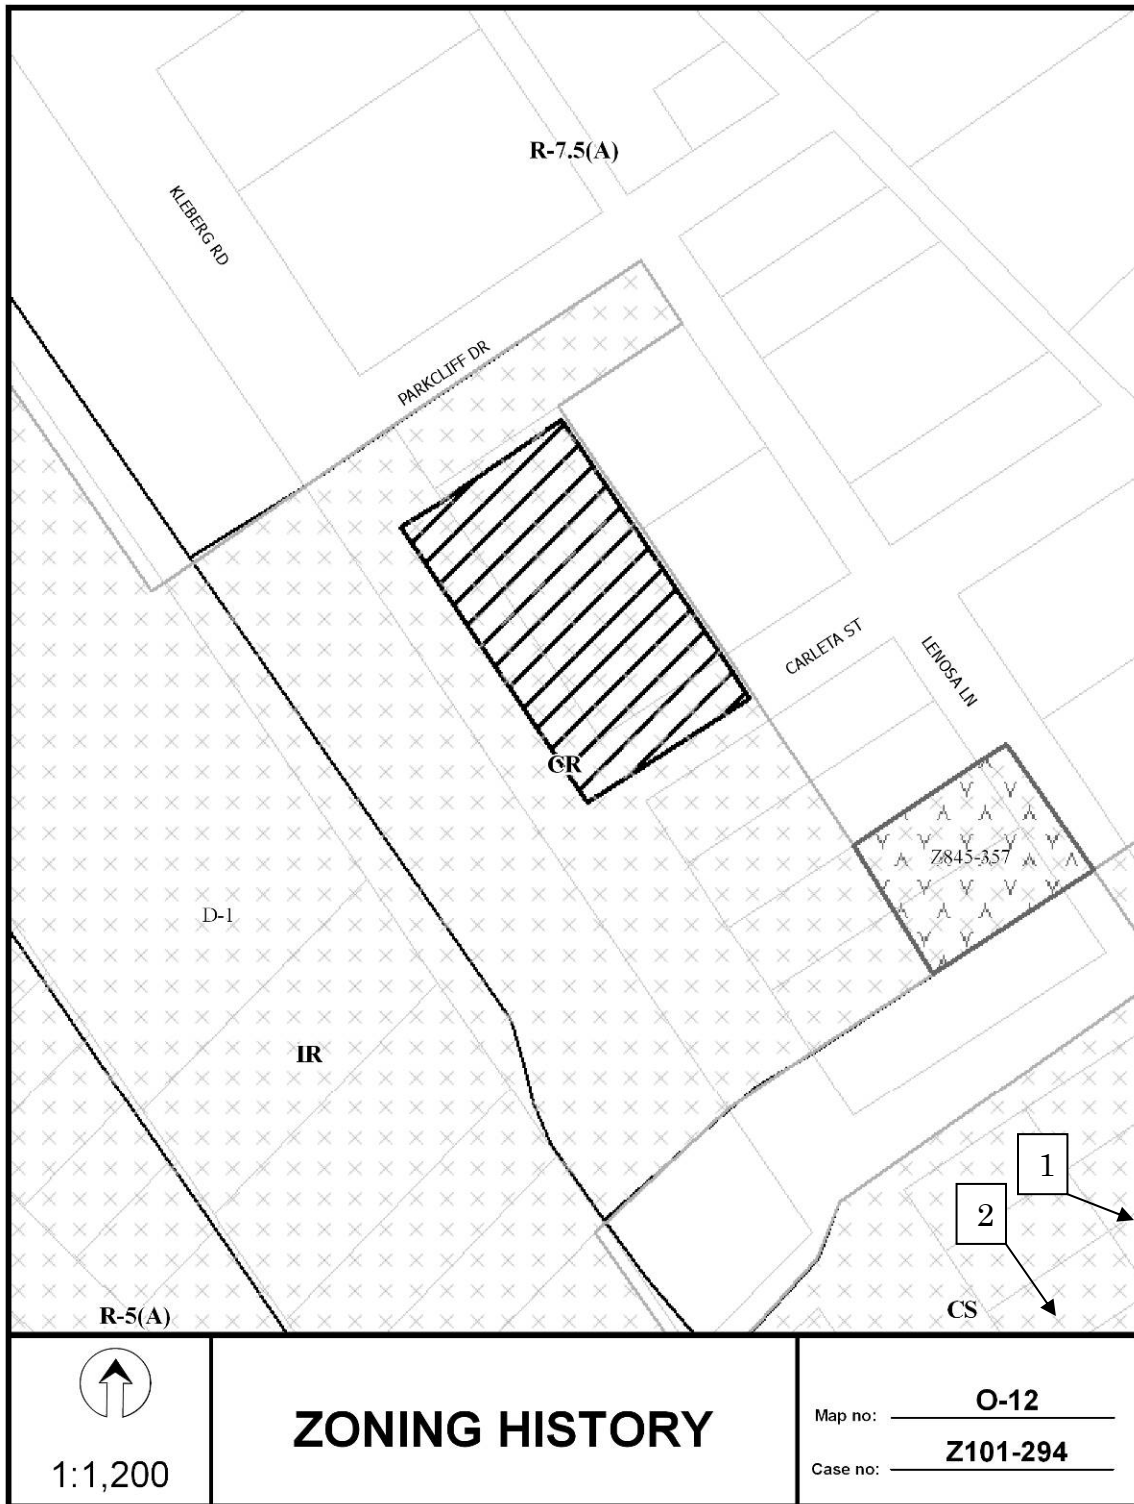 R-7.5(A)
KLEBERG RD
PARKCLIFF DR
CARLETA ST
LENOSA LN
CR
Z845-357
D-1
IR
1
2
R-5(A)
CS
1:1,200
ZONING HISTORY
Map no: O-12
Case no: Z101-294